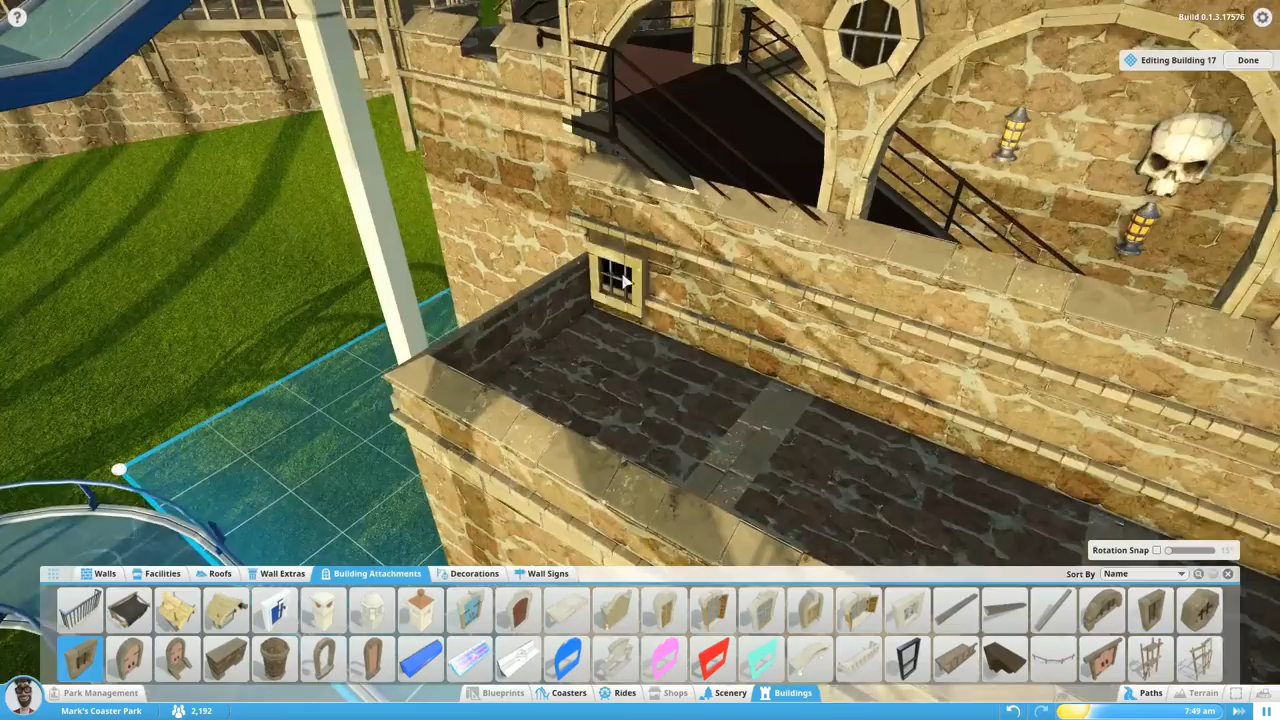 ?
Build 0.1.3.17576
Editing Building 17 Done
Rotation Snap 15°
Walls Facilities Roofs Wall Extras Building Attachments Decorations Wall Signs Sort By Name
Park Management Blueprints Coasters Rides Shops Scenery Buildings Paths Terrain
Mark's Coaster Park 2,192 7:49 am